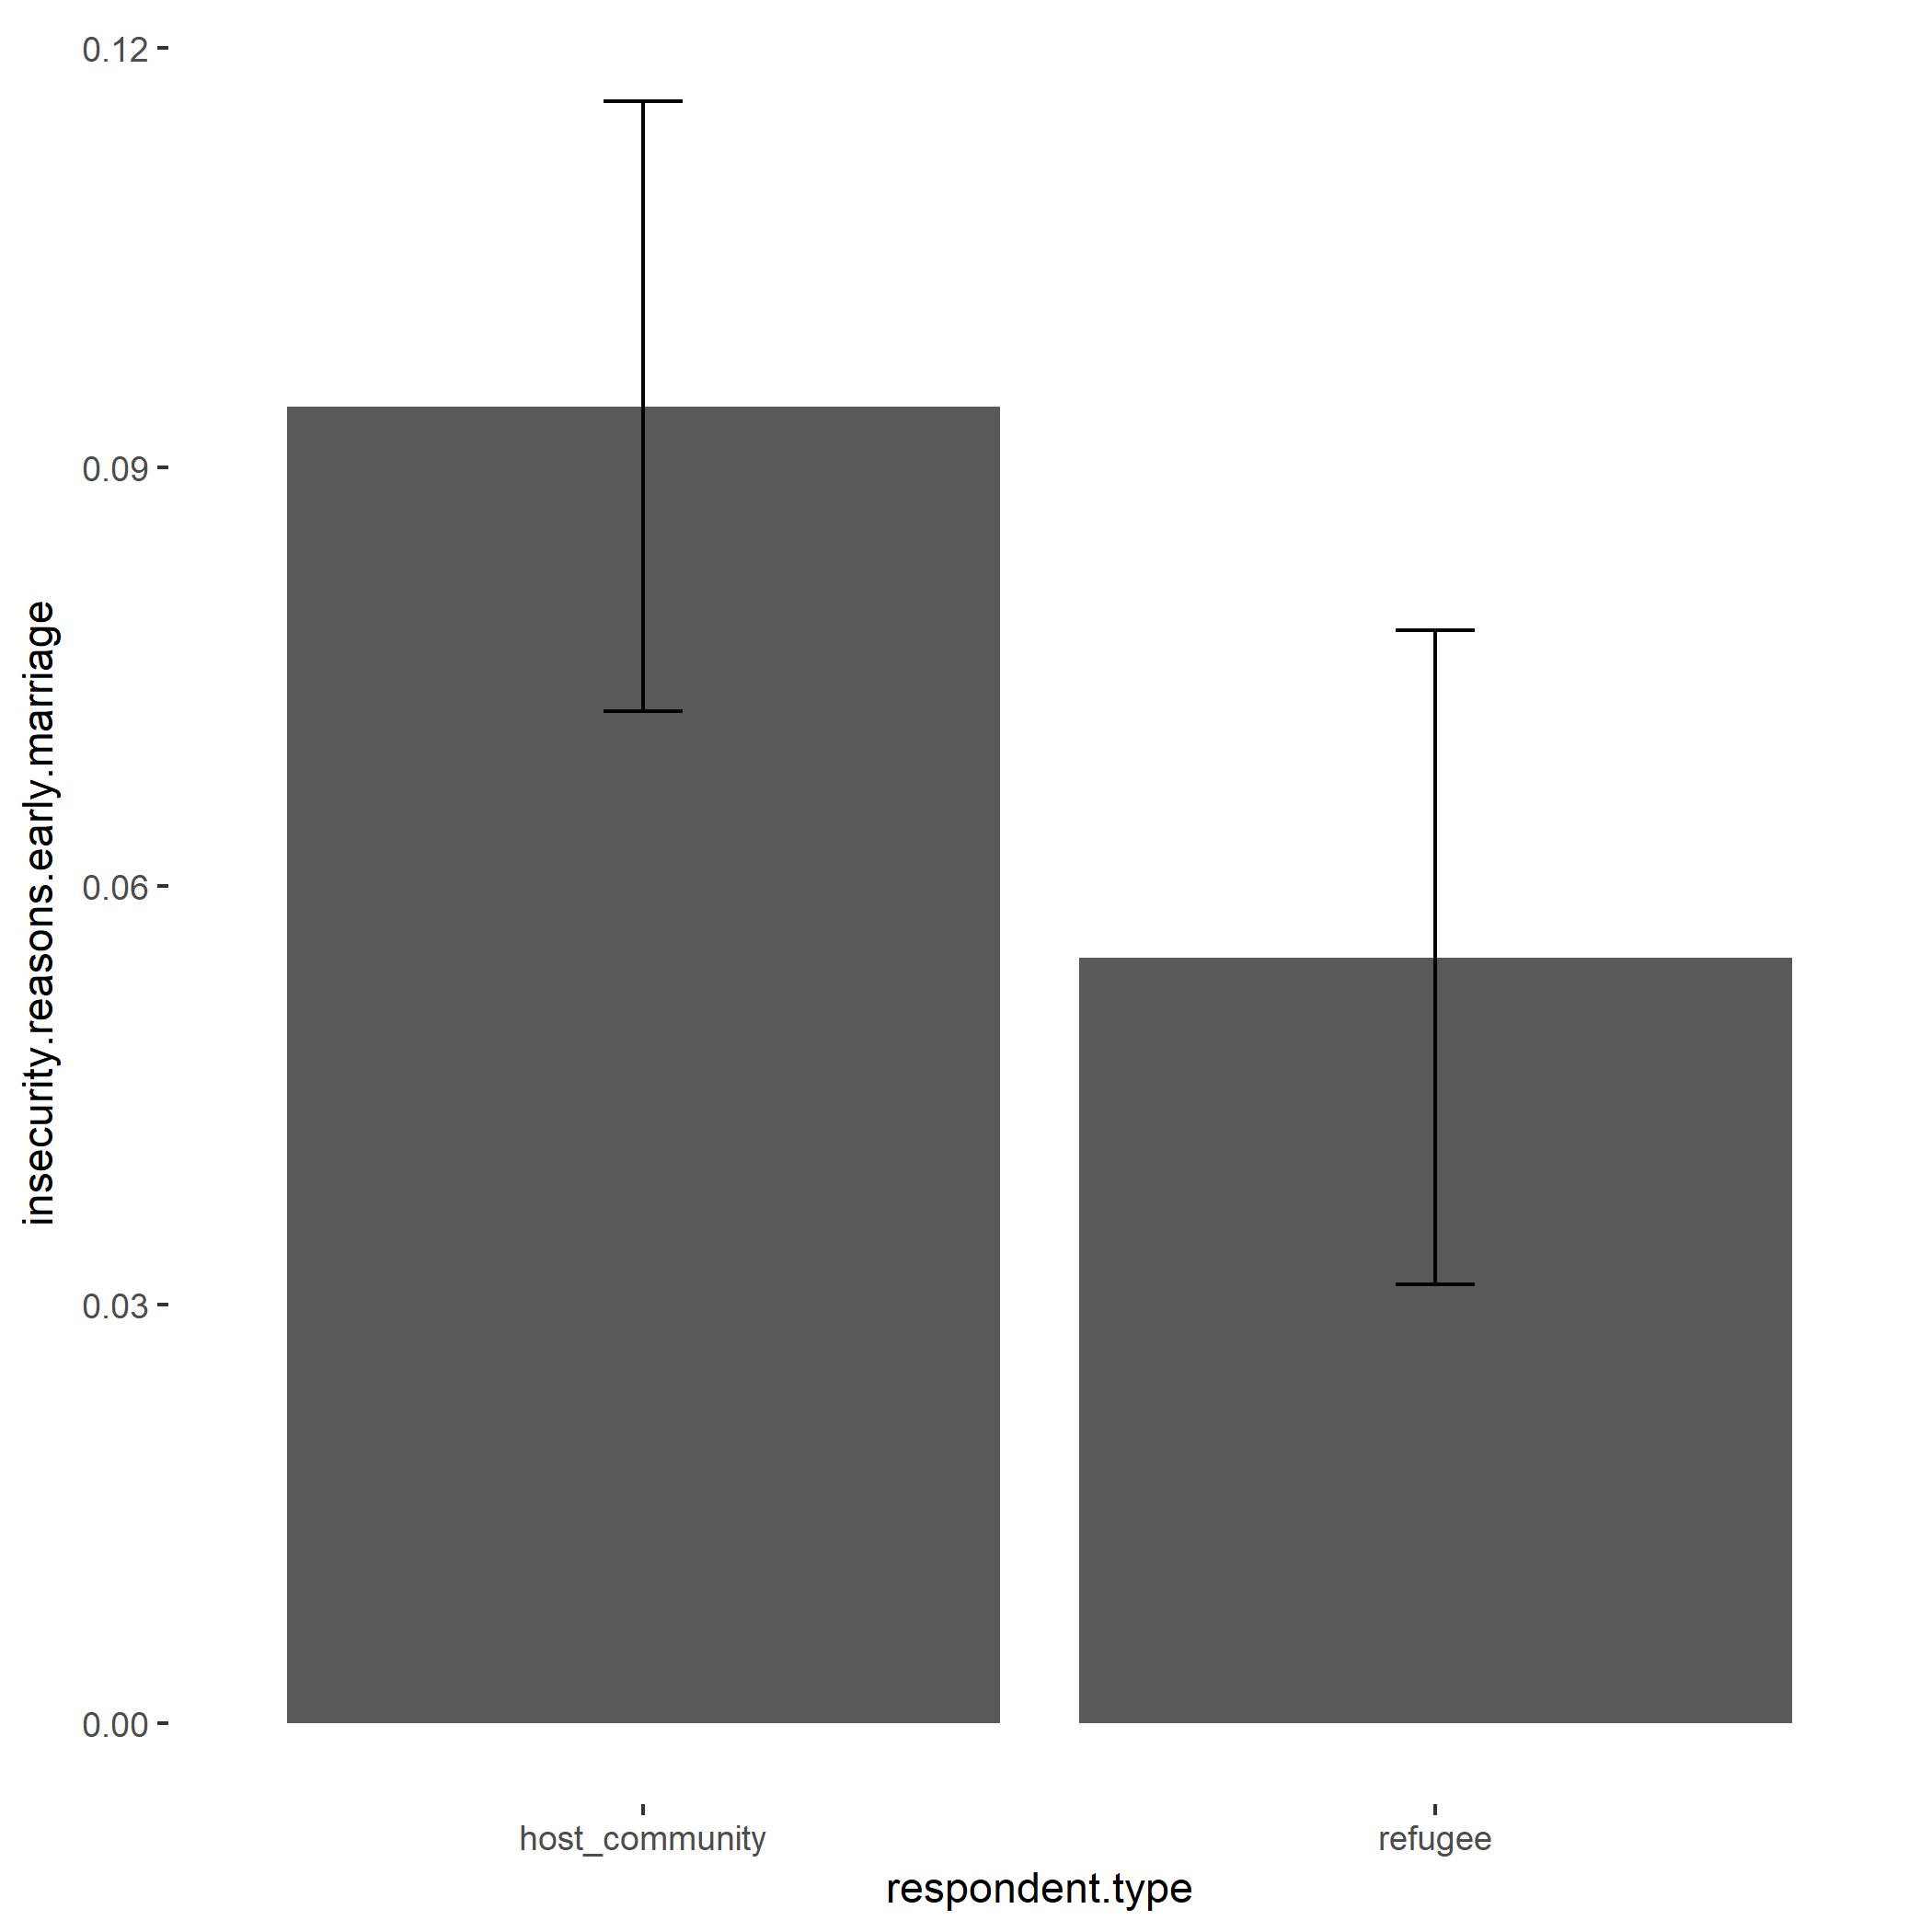 insecurity.reasons.early.marriage
0.12
0.09
0.06
0.03
0.00
host_community
refugee
respondent.type